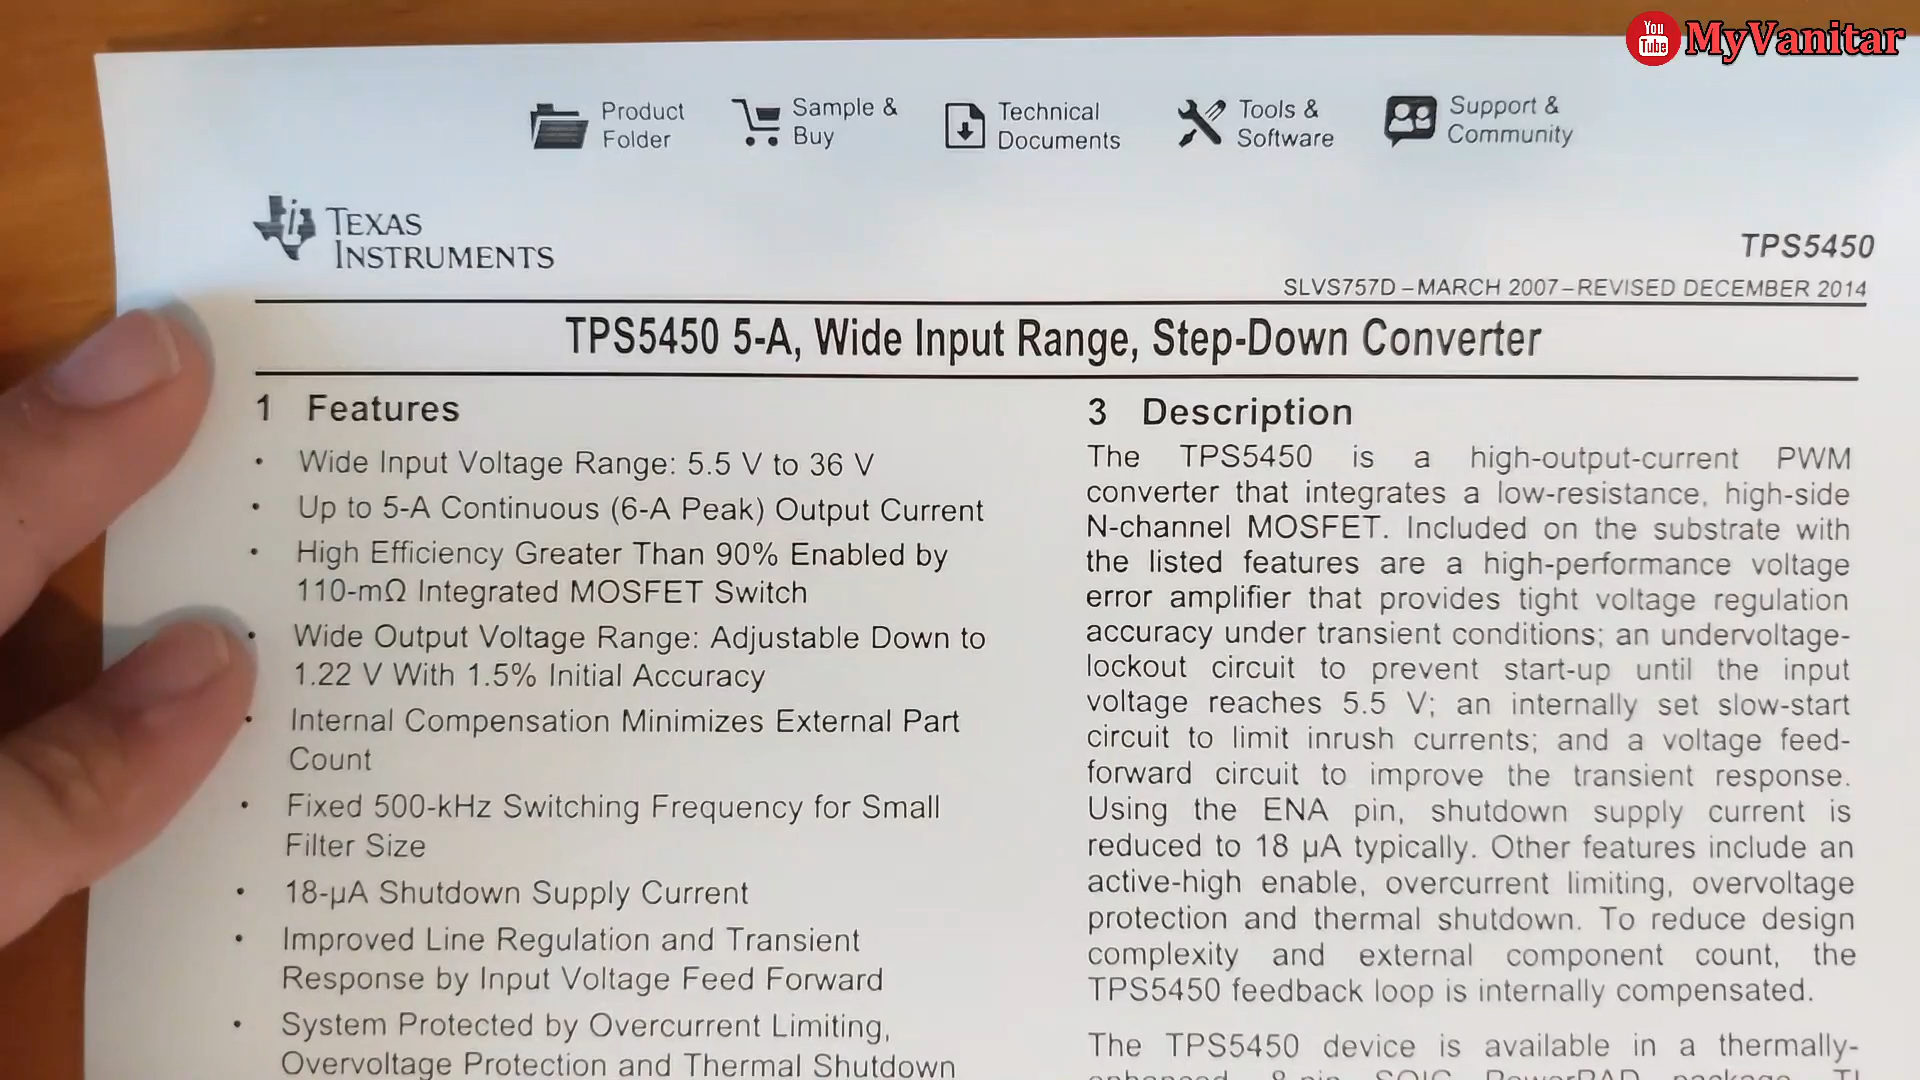 You
Tube
MyVanitar
Product
Folder
Sample &
Buy
Technical
Documents
Tools &
Software
Support &
Community
TEXAS
INSTRUMENTS
TPS5450
SLVS757D –MARCH 2007–REVISED DECEMBER 2014
TPS5450 5-A, Wide Input Range, Step-Down Converter
1 Features
• Wide Input Voltage Range: 5.5 V to 36 V
• Up to 5-A Continuous (6-A Peak) Output Current
• High Efficiency Greater Than 90% Enabled by
110-mΩ Integrated MOSFET Switch
• Wide Output Voltage Range: Adjustable Down to
1.22 V With 1.5% Initial Accuracy
• Internal Compensation Minimizes External Part
Count
• Fixed 500-kHz Switching Frequency for Small
Filter Size
• 18-μA Shutdown Supply Current
• Improved Line Regulation and Transient
Response by Input Voltage Feed Forward
• System Protected by Overcurrent Limiting,
Overvoltage Protection and Thermal Shutdown
3 Description
The TPS5450 is a high-output-current PWM
converter that integrates a low-resistance, high-side
N-channel MOSFET. Included on the substrate with
the listed features are a high-performance voltage
error amplifier that provides tight voltage regulation
accuracy under transient conditions; an undervoltage-
lockout circuit to prevent start-up until the input
voltage reaches 5.5 V; an internally set slow-start
circuit to limit inrush currents; and a voltage feed-
forward circuit to improve the transient response.
Using the ENA pin, shutdown supply current is
reduced to 18 μA typically. Other features include an
active-high enable, overcurrent limiting, overvoltage
protection and thermal shutdown. To reduce design
complexity and external component count, the
TPS5450 feedback loop is internally compensated.
The TPS5450 device is available in a thermally-
enhanced, 8-pin SOIC PowerPAD package. TI